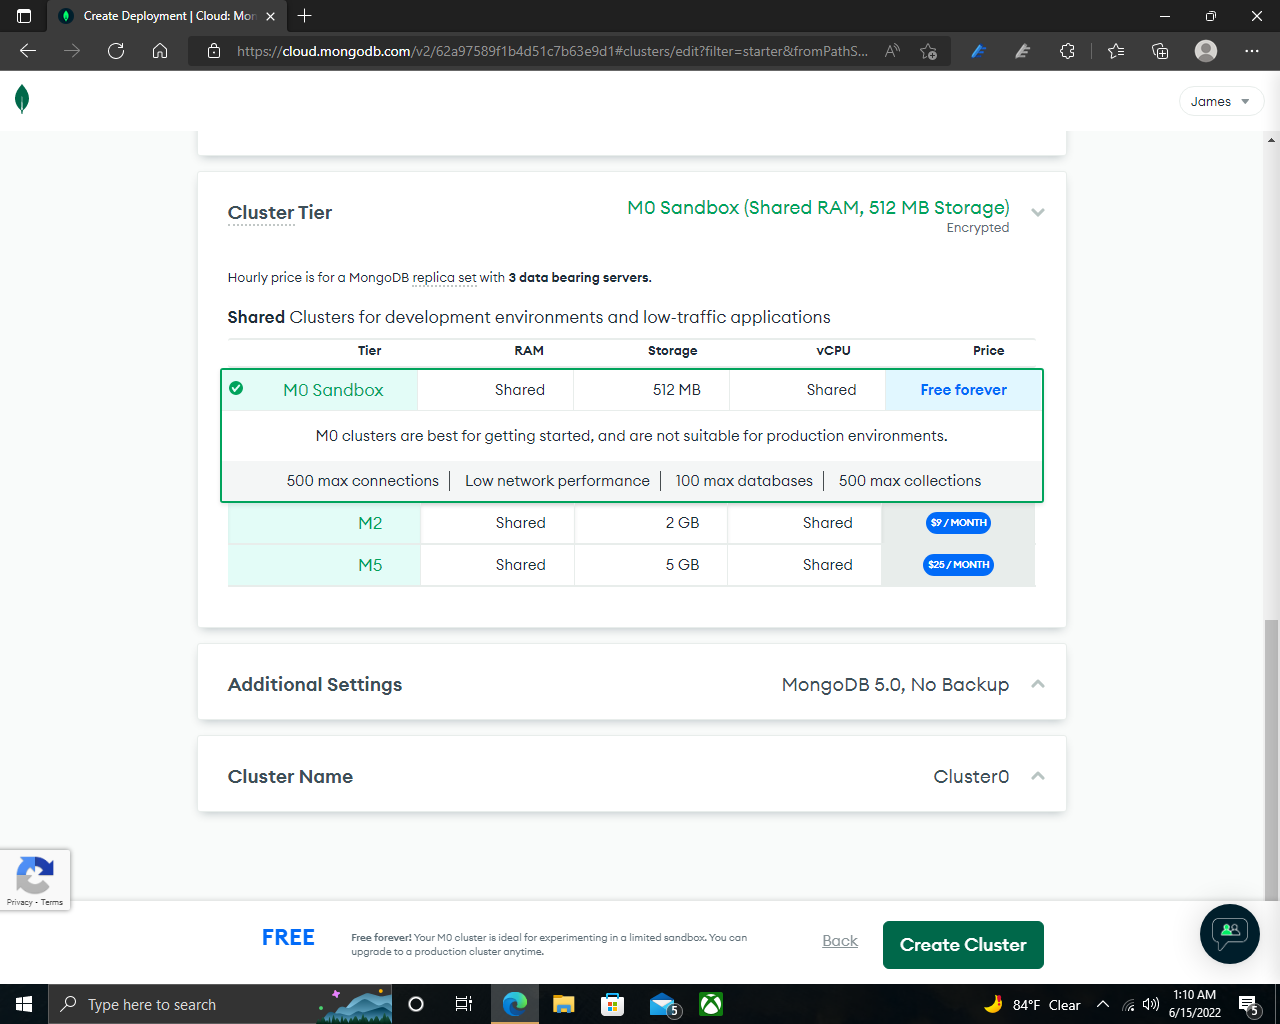 Create Deployment | Cloud: Mon
https://cloud.mongodb.com/v2/62a97589f1b4d51c7b63e9d1#clusters/edit?filter=starter&fromPathS...
James
Cluster Tier
M0 Sandbox (Shared RAM, 512 MB Storage)
Encrypted
Hourly price is for a MongoDB replica set with 3 data bearing servers.
Shared Clusters for development environments and low-traffic applications
Tier RAM Storage vCPU Price
M0 Sandbox Shared 512 MB Shared Free forever
M0 clusters are best for getting started, and are not suitable for production environments.
500 max connections Low network performance 100 max databases 500 max collections
M2 Shared 2 GB Shared $9 / MONTH
M5 Shared 5 GB Shared $25 / MONTH
Additional Settings MongoDB 5.0, No Backup
Cluster Name Cluster0
Privacy - Terms
FREE
Free forever! Your M0 cluster is ideal for experimenting in a limited sandbox. You can
upgrade to a production cluster anytime.
Back
Create Cluster
Type here to search
5
84°F Clear
1:10 AM
6/15/2022
5